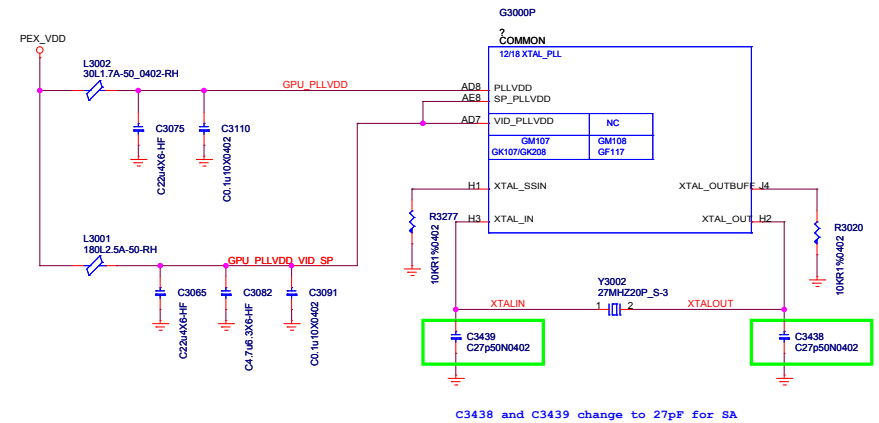 G3000P
?
COMMON
12/18 XTAL_PLL
PEX_VDD
L3002
30L1.7A-50_0402-RH
GPU_PLLVDD
AD8 PLLVDD
AE8 SP_PLLVDD
AD7 VID_PLLVDD
NC
GM107
GM108
GK107/GK208
GF117
C3075
C22u4X6-HF
C3110
C0.1u10X0402
H1 XTAL_SSIN
XTAL_OUTBUFF J4
H3 XTAL_IN
XTAL_OUT H2
R3277
10KR1%0402
R3020
10KR1%0402
L3001
180L2.5A-50-RH
GPU_PLLVDD_VID_SP
C3065
C22u4X6-HF
C3082
C4.7u6.3X6-HF
C3091
C0.1u10X0402
Y3002
27MHZ20P_S-3
XTALIN
1
2
XTALOUT
C3439
C27p50N0402
C3438
C27p50N0402
C3438 and C3439 change to 27pF for SA